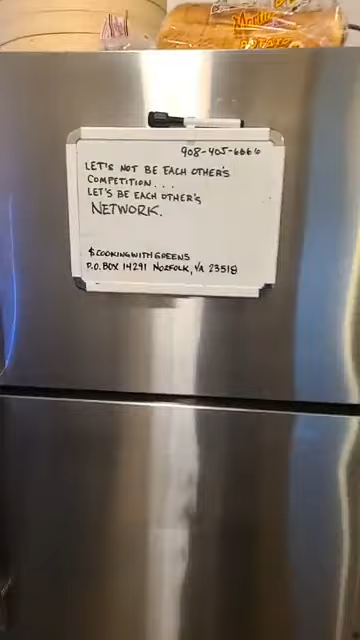 908-405-6666
LET'S NOT BE EACH OTHER'S
COMPETITION...
LET'S BE EACH OTHER'S
NETWORK.
$COOKINGWITHGREENS
P.O. BOX 14291 NORFOLK, VA 23518